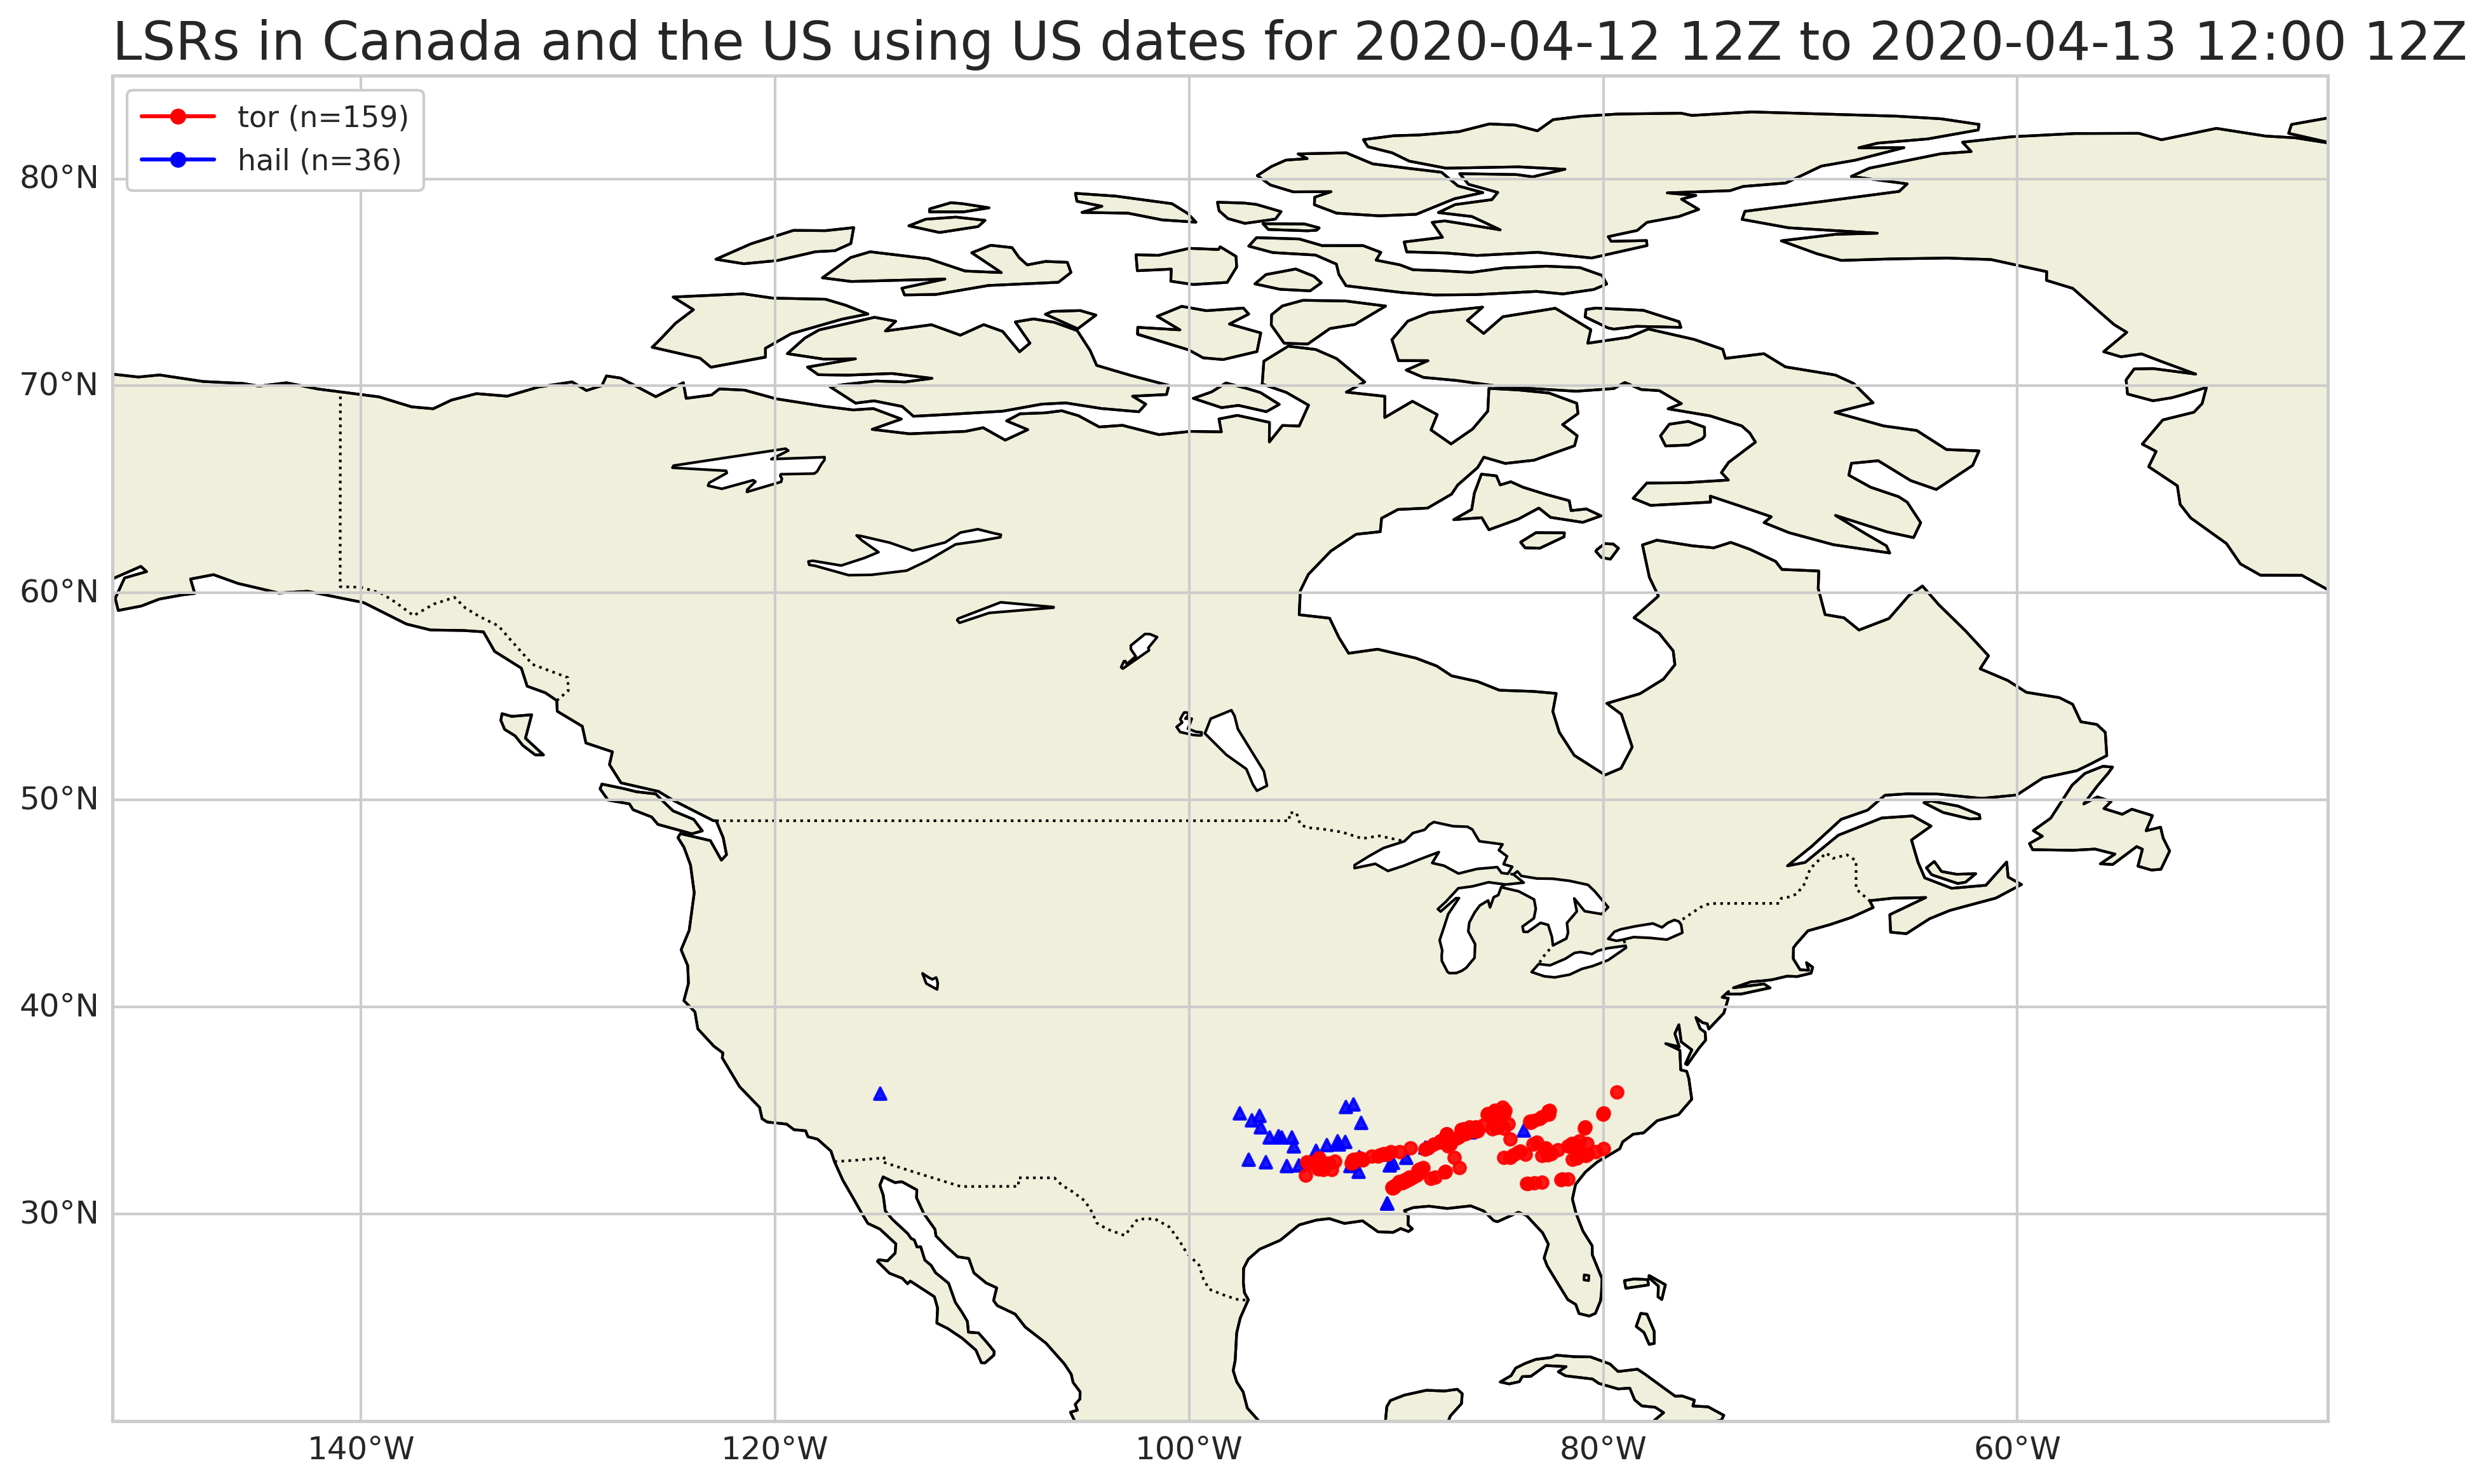 LSRs in Canada and the US using US dates for 2020-04-12 12Z to 2020-04-13 12:00 12Z
tor (n=159)
hail (n=36)
80°N
70°N
60°N
50°N
40°N
30°N
140°W
120°W
100°W
80°W
60°W